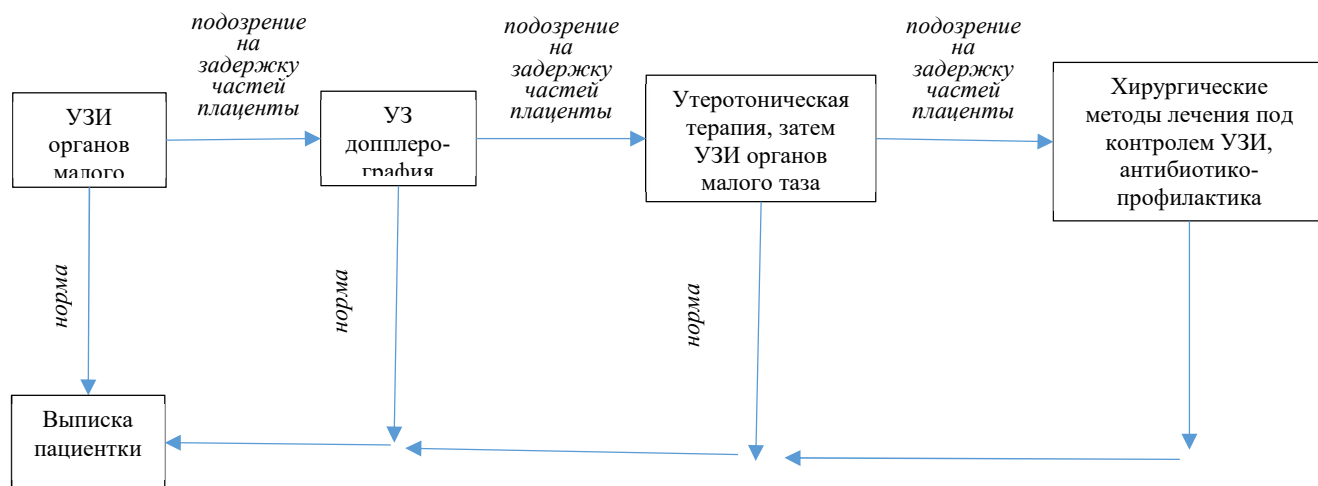 подозрение
на
задержку
частей
плаценты
подозрение
на
задержку
частей
плаценты
подозрение
на
задержку
частей
плаценты
УЗИ
органов
малого
УЗ
допплеро-
графия
Утеротоническая
терапия, затем
УЗИ органов
малого таза
Хирургические
методы лечения под
контролем УЗИ,
антибиотико-
профилактика
норма
норма
норма
Выписка
пациентки